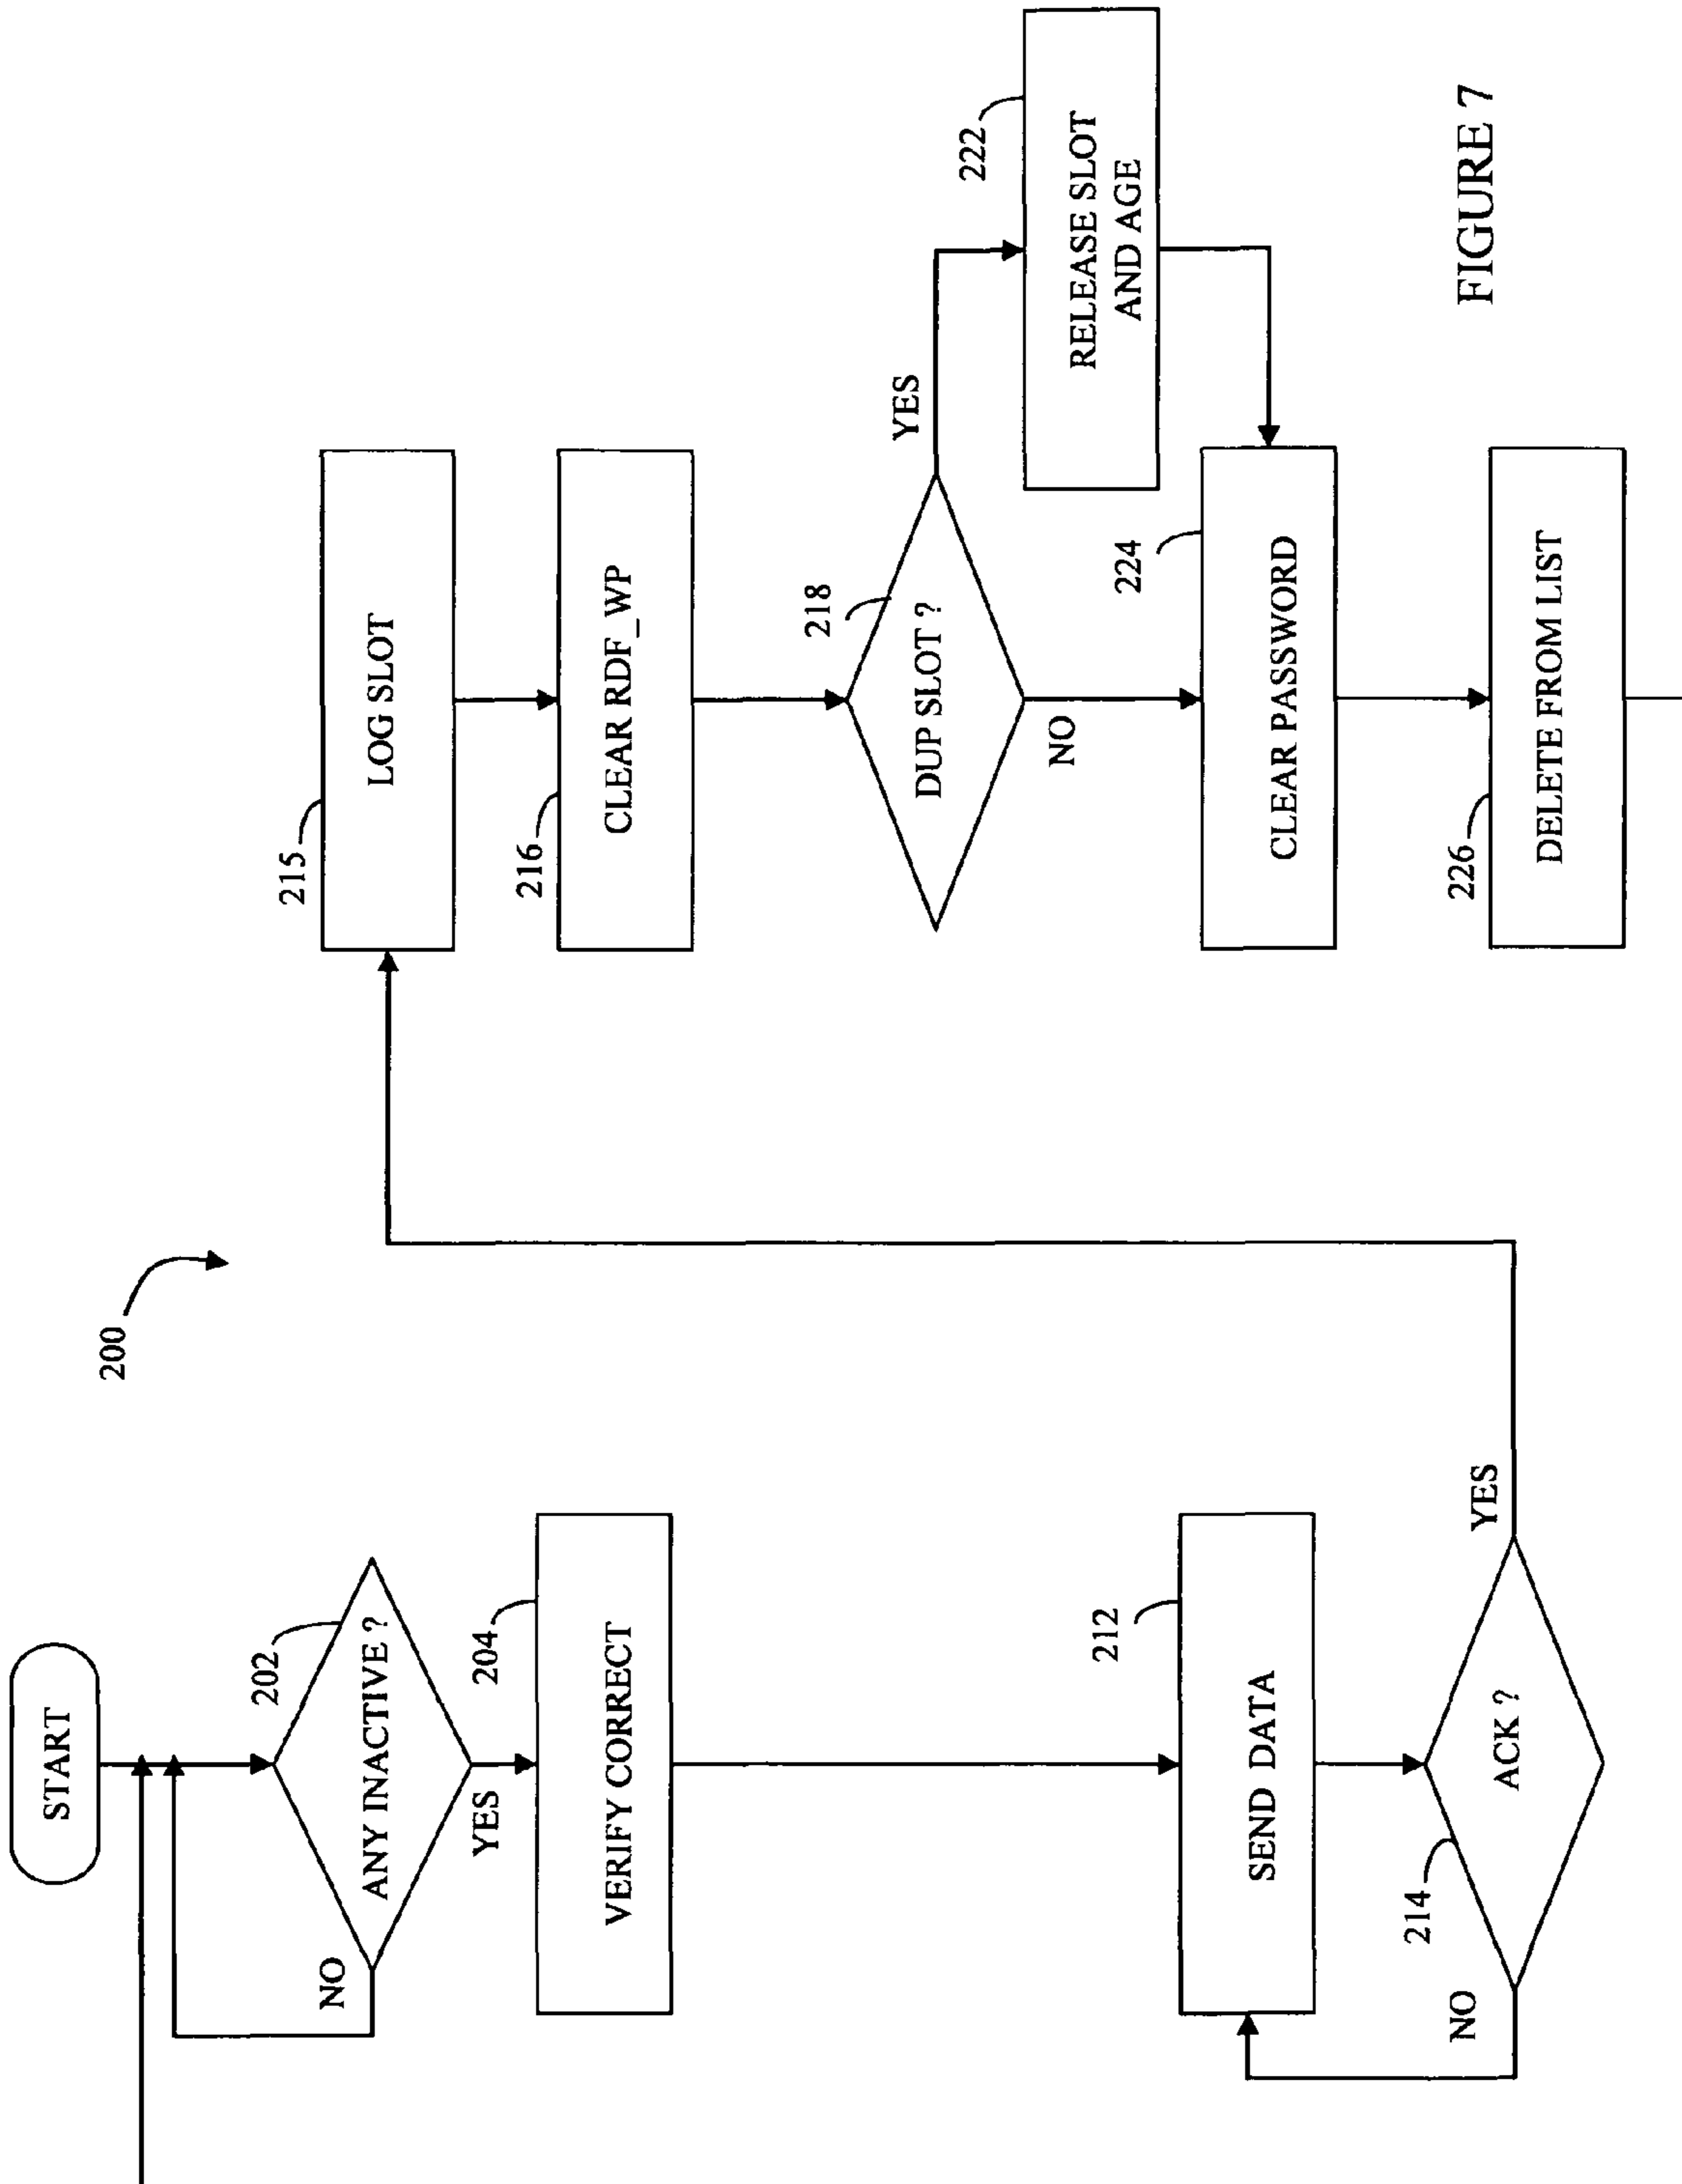 200
START
202
ANY INACTIVE ?
NO
YES
204
VERIFY CORRECT
212
SEND DATA
214
ACK ?
NO
YES
215
LOG SLOT
216
CLEAR RDF_WP
218
DUP SLOT ?
YES
NO
222
RELEASE SLOT
AND AGE
224
CLEAR PASSWORD
226
DELETE FROM LIST
FIGURE 7